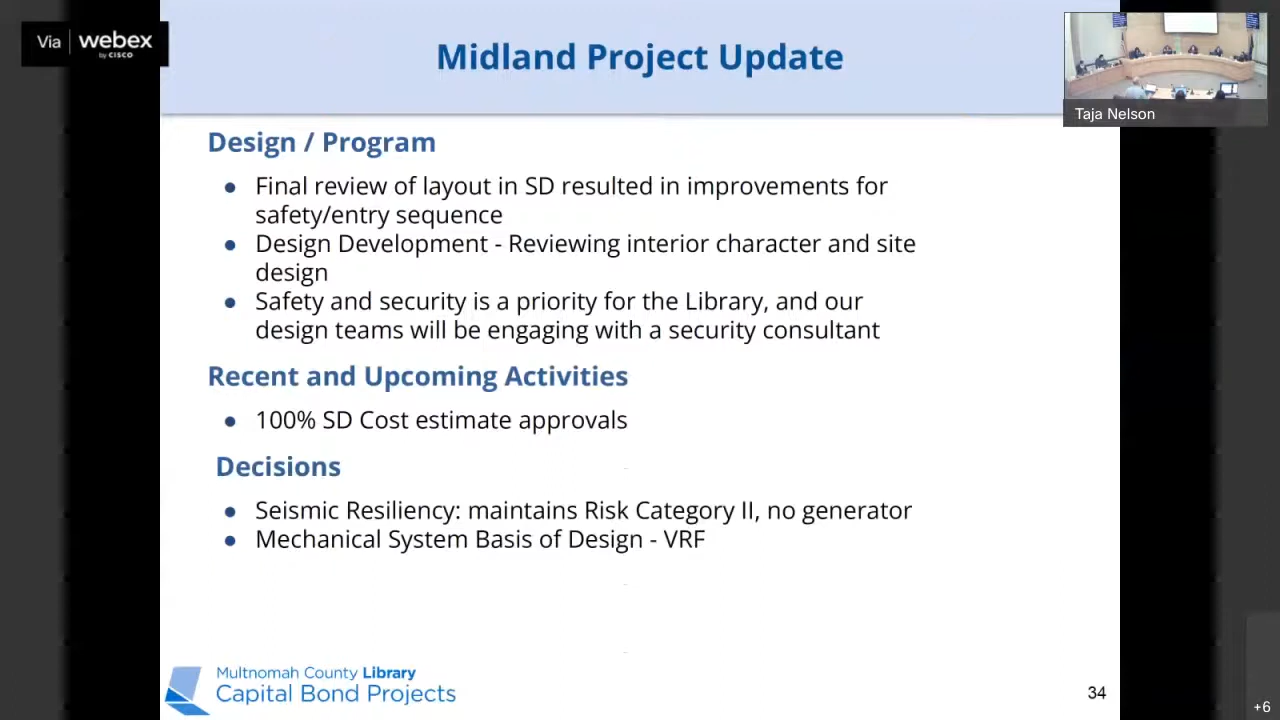 Via webex
by CISCO
Midland Project Update
Taja Nelson
Design / Program
● Final review of layout in SD resulted in improvements for
safety/entry sequence
● Design Development - Reviewing interior character and site
design
● Safety and security is a priority for the Library, and our
design teams will be engaging with a security consultant
Recent and Upcoming Activities
● 100% SD Cost estimate approvals
Decisions
● Seismic Resiliency: maintains Risk Category II, no generator
● Mechanical System Basis of Design - VRF
Multnomah County Library
Capital Bond Projects
34
+6